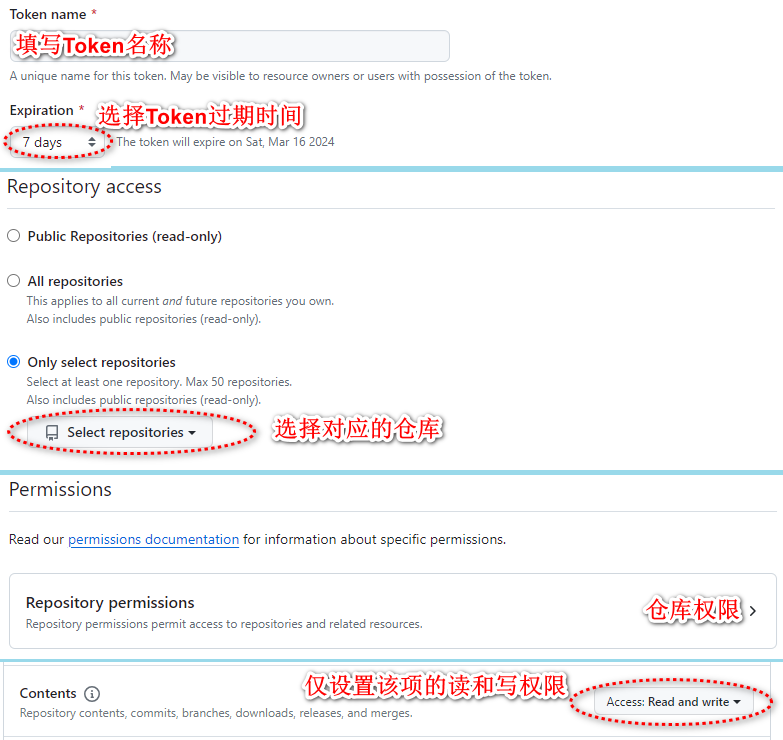 Token name *
填写Token名称
A unique name for this token. May be visible to resource owners or users with possession of the token.
Expiration *
选择Token过期时间
7 days
The token will expire on Sat, Mar 16 2024
Repository access
Public Repositories (read-only)
All repositories
This applies to all current and future repositories you own.
Also includes public repositories (read-only).
Only select repositories
Select at least one repository. Max 50 repositories.
Also includes public repositories (read-only).
Select repositories
选择对应的仓库
Permissions
Read our permissions documentation for information about specific permissions.
Repository permissions
Repository permissions permit access to repositories and related resources.
仓库权限
Contents
仅设置该项的读和写权限
Access: Read and write
Repository contents, commits, branches, downloads, releases, and merges.